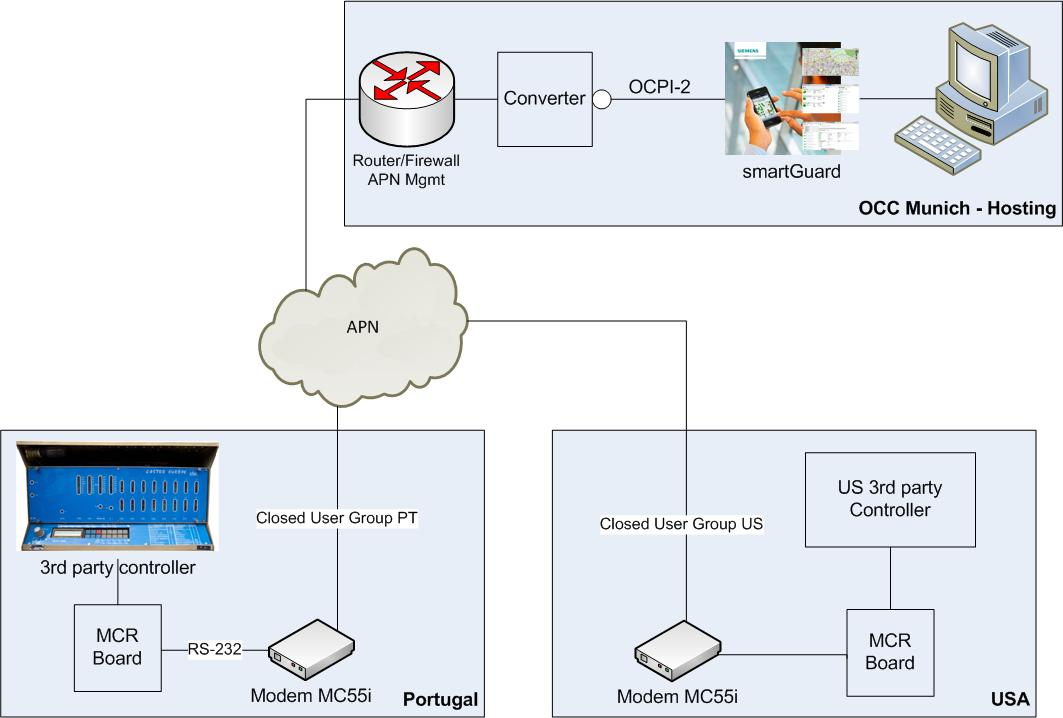 SIEMENS
Converter
OCPI-2
Router/Firewall
APN Mgmt
smartGuard
OCC Munich - Hosting
APN
Closed User Group PT
3rd party controller
MCR
Board
RS-232
Modem MC55i
Portugal
Closed User Group US
US 3rd party
Controller
MCR
Board
Modem MC55i
USA